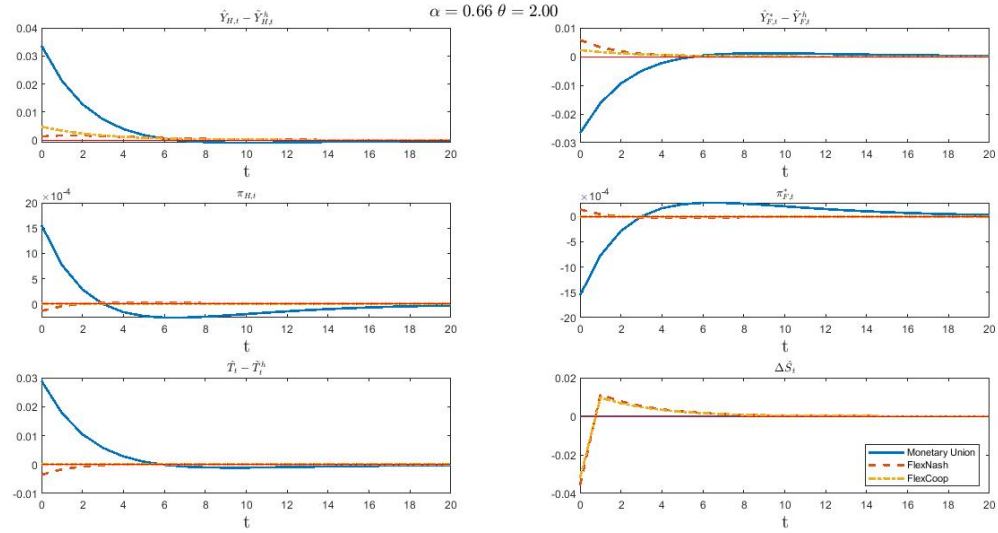 α = 0.66 θ = 2.00
Ŷ_{H,t} − Ỹ^h_{H,t}
0.04
0.03
0.02
0.01
0
0 2 4 6 8 10 12 14 16 18 20
t
Ŷ^*_{F,t} − Ỹ^h_{F,t}
0.01
0
-0.01
-0.02
-0.03
0 2 4 6 8 10 12 14 16 18 20
t
π_{H,t}
×10^{-4}
20
15
10
5
0
0 2 4 6 8 10 12 14 16 18 20
t
π^*_{F,t}
×10^{-4}
0
-5
-10
-15
-20
0 2 4 6 8 10 12 14 16 18 20
t
T̂_t − T̃^h_t
0.03
0.02
0.01
0
-0.01
0 2 4 6 8 10 12 14 16 18 20
t
ΔŜ_t
0.02
0
-0.02
-0.04
0 2 4 6 8 10 12 14 16 18 20
t
Monetary Union
FlexNash
FlexCoop